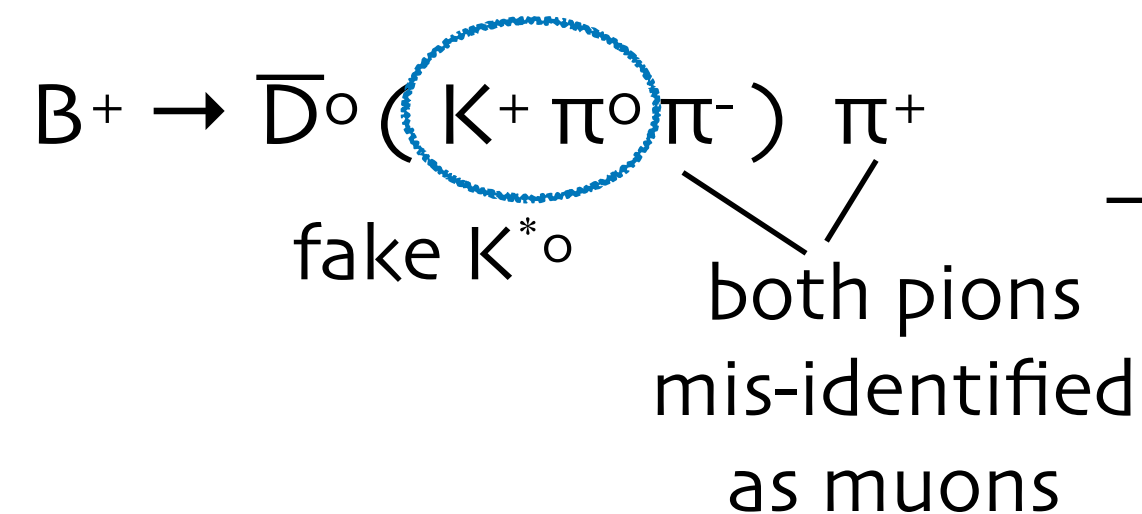 B⁺ → D̅⁰ ( K⁺ π⁰ π⁻ ) π⁺
fake K*⁰
both pions
mis-identified
as muons